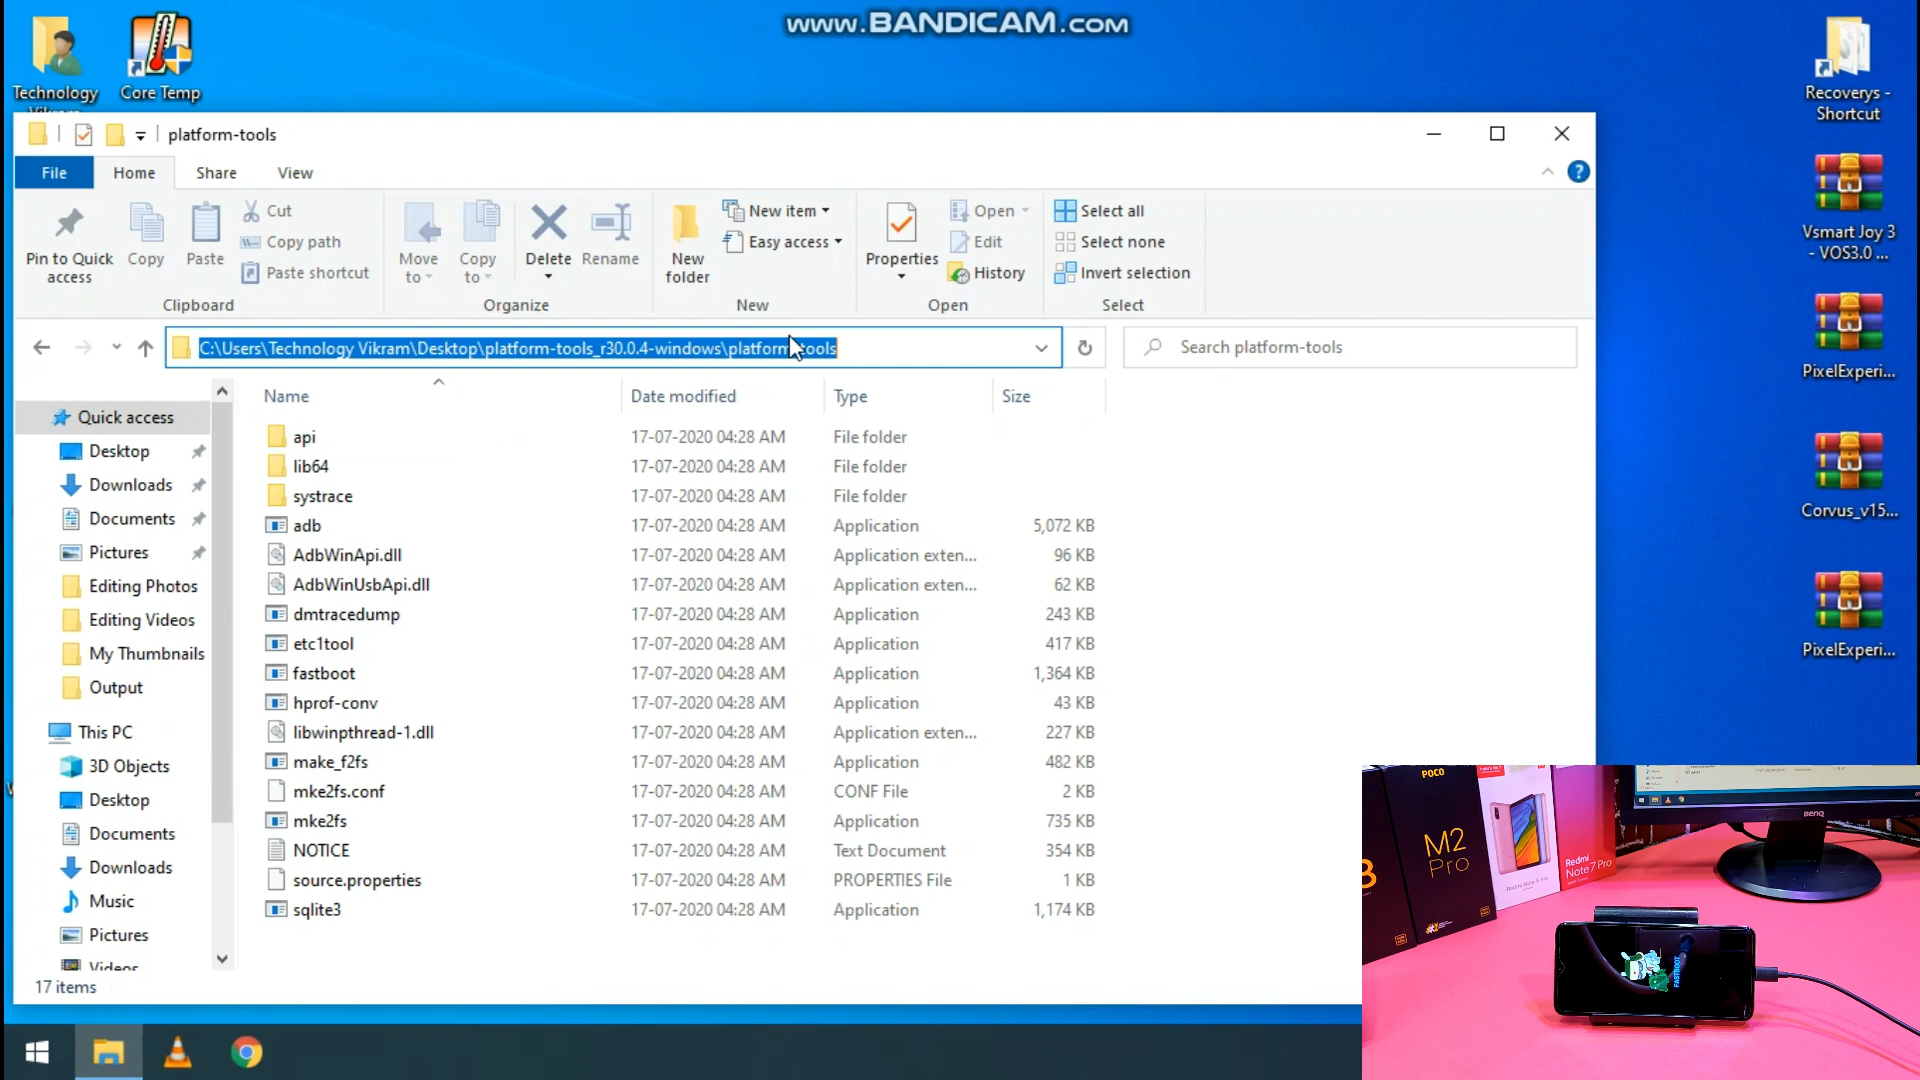 www.BANDICAM.com
Technology
Core Temp
Recoverys -
Shortcut
Vsmart Joy 3
- VOS3.0 ...
PixelExperi...
Corvus_v15...
PixelExperi...
platform-tools
File
Home
Share
View
Pin to Quick
access
Copy
Paste
Cut
Copy path
Paste shortcut
Clipboard
Move
to
Copy
to
Delete
Rename
Organize
New
folder
New item
Easy access
New
Properties
Open
Edit
History
Open
Select all
Select none
Invert selection
Select
C:\Users\Technology Vikram\Desktop\platform-tools_r30.0.4-windows\platform-tools
Search platform-tools
Name
Date modified
Type
Size
api 17-07-2020 04:28 AM File folder
lib64 17-07-2020 04:28 AM File folder
systrace 17-07-2020 04:28 AM File folder
adb 17-07-2020 04:28 AM Application 5,072 KB
AdbWinApi.dll 17-07-2020 04:28 AM Application exten... 96 KB
AdbWinUsbApi.dll 17-07-2020 04:28 AM Application exten... 62 KB
dmtracedump 17-07-2020 04:28 AM Application 243 KB
etc1tool 17-07-2020 04:28 AM Application 417 KB
fastboot 17-07-2020 04:28 AM Application 1,364 KB
hprof-conv 17-07-2020 04:28 AM Application 43 KB
libwinpthread-1.dll 17-07-2020 04:28 AM Application exten... 227 KB
make_f2fs 17-07-2020 04:28 AM Application 482 KB
mke2fs.conf 17-07-2020 04:28 AM CONF File 2 KB
mke2fs 17-07-2020 04:28 AM Application 735 KB
NOTICE 17-07-2020 04:28 AM Text Document 354 KB
source.properties 17-07-2020 04:28 AM PROPERTIES File 1 KB
sqlite3 17-07-2020 04:28 AM Application 1,174 KB
Quick access
Desktop
Downloads
Documents
Pictures
Editing Photos
Editing Videos
My Thumbnails
Output
This PC
3D Objects
Desktop
Documents
Downloads
Music
Pictures
Videos
17 items
POCO
M2
Pro
Redmi Note 5 Pro
Redmi
Note 7 Pro
BenQ
FASTBOOT